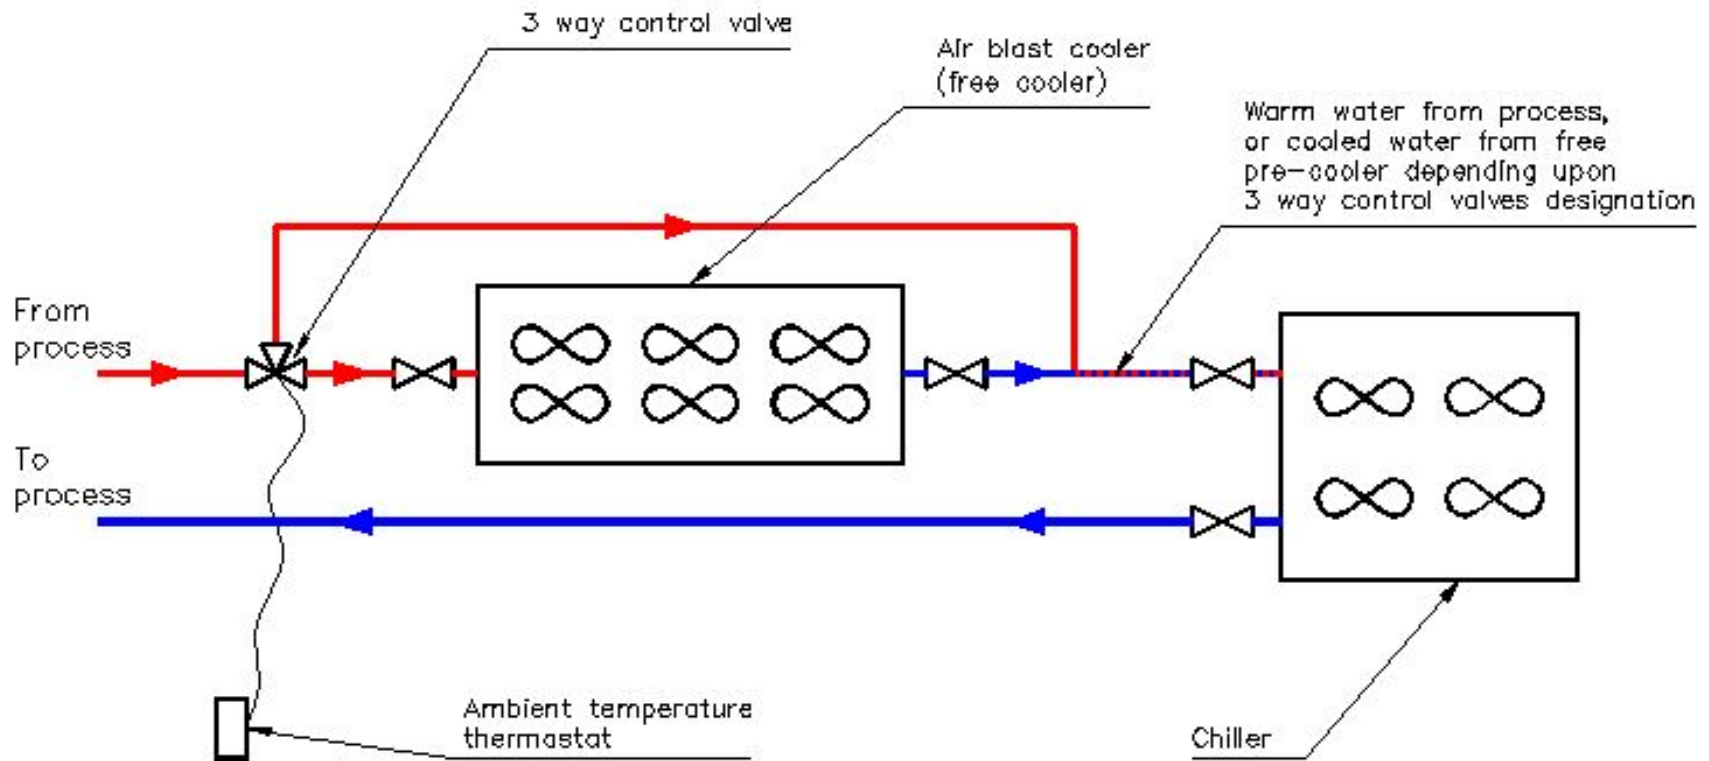 3 way control valve
Air blast cooler
(free cooler)
Warm water from process,
or cooled water from free
pre-cooler depending upon
3 way control valves designation
From
process
To
process
Ambient temperature
thermostat
Chiller